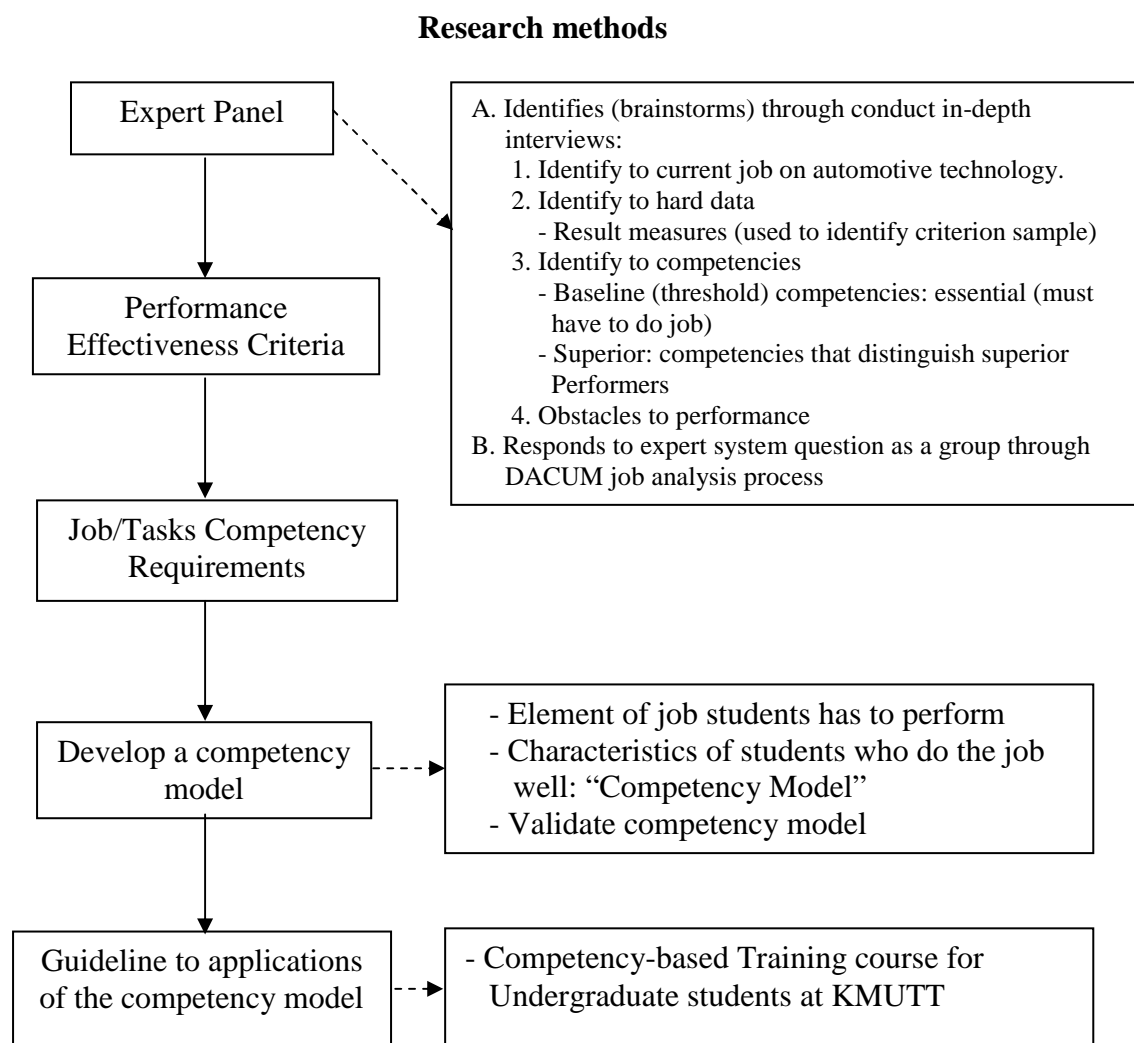 Research methods
Expert Panel
A. Identifies (brainstorms) through conduct in-depth
interviews:
1. Identify to current job on automotive technology.
2. Identify to hard data
- Result measures (used to identify criterion sample)
3. Identify to competencies
- Baseline (threshold) competencies: essential (must
have to do job)
- Superior: competencies that distinguish superior
Performers
4. Obstacles to performance
B. Responds to expert system question as a group through
DACUM job analysis process
Performance
Effectiveness Criteria
Job/Tasks Competency
Requirements
Develop a competency
model
- Element of job students has to perform
- Characteristics of students who do the job
well: “Competency Model”
- Validate competency model
Guideline to applications
of the competency model
- Competency-based Training course for
Undergraduate students at KMUTT